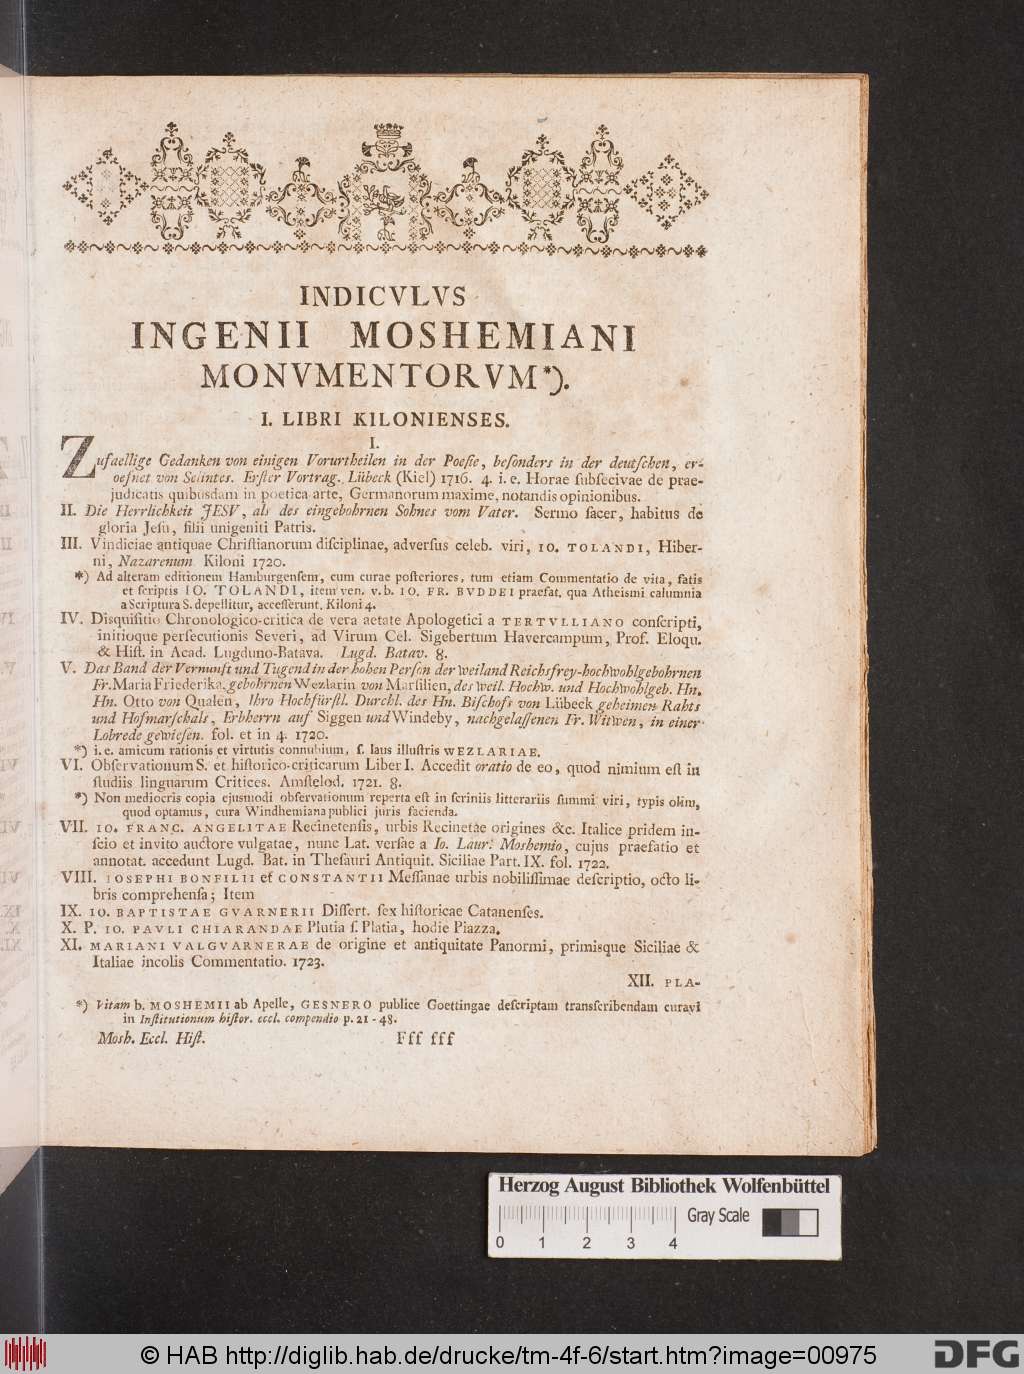 INDICVLVS
INGENII MOSHEMIANI
MONVMENTORVM*).
I. LIBRI KILONIENSES.
I.
Zufaellige Gedanken von einigen Vorurtheilen in der Poeſie, beſonders in der deutſchen, er-
oefnet von Selintes. Erſter Vortrag. Lübeck (Kiel) 1716. 4. i. e. Horae ſubſecivae de prae-
judicatis quibusdam in poetica arte, Germanorum maxime, notandis opinionibus.
II. Die Herrlichkeit JESV, als des eingebohrnen Sohnes vom Vater. Sermo ſacer, habitus de
gloria Jeſu, filii unigeniti Patris.
III. Vindiciae antiquae Chriſtianorum diſciplinae, adverſus celeb. viri, IO. TOLANDI, Hiber-
ni, Nazarenum Kiloni 1720.
*) Ad alteram editionem Hamburgenſem, cum curae poſteriores, tum etiam Commentatio de vita, fatis
et ſcriptis IO. TOLANDI, item ven. v. b. IO. FR. BVDDEI praefat. qua Atheismi calumnia
a Scriptura S. depellitur, acceſſerunt. Kiloni 4.
IV. Disquiſitio Chronologico-critica de vera aetate Apologetici a TERTVLLIANO conſcripti,
initioque perſecutionis Severi, ad Virum Cel. Sigebertum Havercampum, Prof. Eloqu.
& Hiſt. in Acad. Lugduno-Batava. Lugd. Batav. 8.
V. Das Band der Vernunft und Tugend in der hohen Perſon der weiland Reichsfrey-hochwohlgebohrnen
Fr. Maria Friederika, gebohrnen Wezlarin von Marſilien, des weil. Hochw. und Hochwohlgeb. Hn.
Hn. Otto von Qualen, Ihro Hochfürſtl. Durchl. des Hn. Biſchofs von Lübeck geheimen Rahts
und Hofmarſchals, Erbherrn auf Siggen und Windeby, nachgelaſſenen Fr. Witwen, in einer
Lobrede gewieſen. fol. et in 4. 1720.
*) i. e. amicum rationis et virtutis connubium, ſ. laus illuſtris WEZLARIAE.
VI. Obſervationum S. et hiſtorico-criticarum Liber I. Accedit oratio de eo, quod nimium eſt in
ſtudiis linguarum Critices. Amſtelod. 1721. 8.
*) Non mediocris copia ejusmodi obſervationum reperta eſt in ſcriniis litterariis ſummi viri, typis olim,
quod optamus, cura Windhemiana publici juris facienda.
VII. IO. FRANC. ANGELITAE Recinetenſis, urbis Recinetae origines &c. Italice pridem in-
ſcio et invito auctore vulgatae, nunc Lat. verſae a Io. Laur. Moshemio, cujus praefatio et
annotat. accedunt Lugd. Bat. in Theſauri Antiquit. Siciliae Part. IX. fol. 1722.
VIII. IOSEPHI BONFILII et CONSTANTII Meſſanae urbis nobiliſſimae deſcriptio, octo li-
bris comprehenſa; Item
IX. IO. BAPTISTAE GVARNERII Diſſert. ſex hiſtoricae Catanenſes.
X. P. IO. PAVLI CHIARANDAE Plutia ſ. Platia, hodie Piazza.
XI. MARIANI VALGVARNERAE de origine et antiquitate Panormi, primisque Siciliae &
Italiae incolis Commentatio. 1723.
XII. PLA-
*) Vitam b. MOSHEMII ab Apelle, GESNERO publice Goettingae deſcriptam transſcribendam curavi
in Inſtitutionum hiſtor. eccl. compendio p. 21 - 48.
Mosh. Eccl. Hiſt. Fff fff
Herzog August Bibliothek Wolfenbüttel
Gray Scale
0 1 2 3 4
© HAB http://diglib.hab.de/drucke/tm-4f-6/start.htm?image=00975
DFG